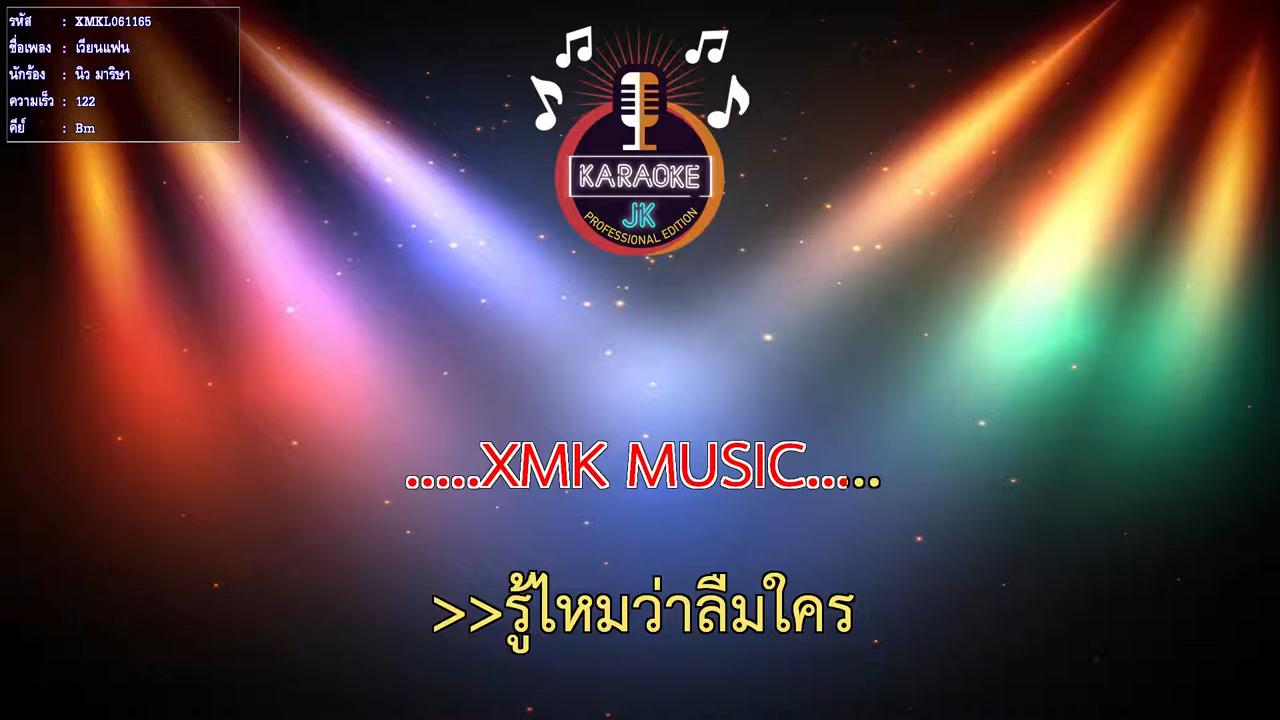 รหัส : XMKL061165
ชื่อเพลง : เวียนแฟน
นักร้อง : นิว มาริษา
ความเร็ว : 122
คีย์ : Bm
KARAOKE
JK
PROFESSIONAL EDITION
.....XMK MUSIC.....
>>รู้ไหมว่าลืมใคร